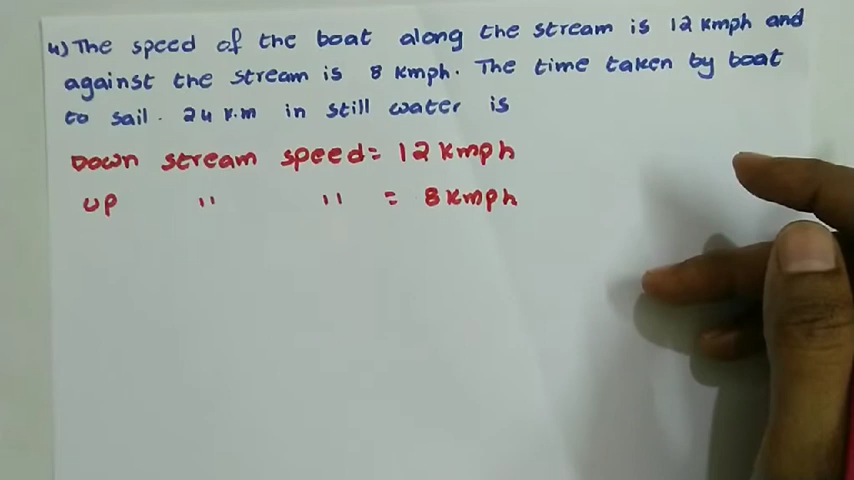 4) The speed of the boat along the stream is 12 kmph and
against the stream is 8 kmph. The time taken by boat
to sail. 24 k.m in still water is
Down stream speed = 12 kmph
UP " " = 8 kmph